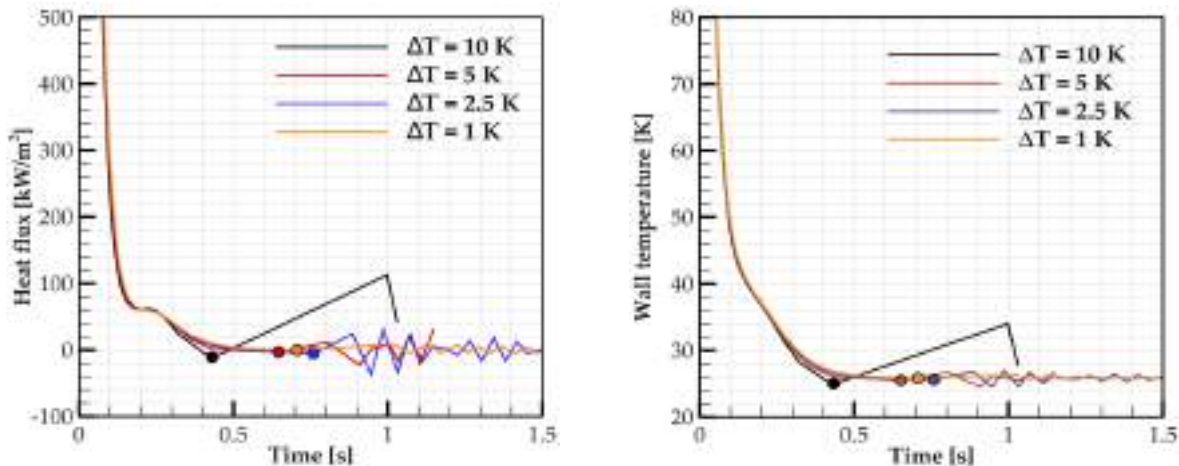 500
400
300
200
100
0
-100
Heat flux [kW/m²]
ΔT = 10 K
ΔT = 5 K
ΔT = 2.5 K
ΔT = 1 K
0 0.5 1 1.5
Time [s]
80
70
60
50
40
30
20
Wall temperature [K]
ΔT = 10 K
ΔT = 5 K
ΔT = 2.5 K
ΔT = 1 K
0 0.5 1 1.5
Time [s]